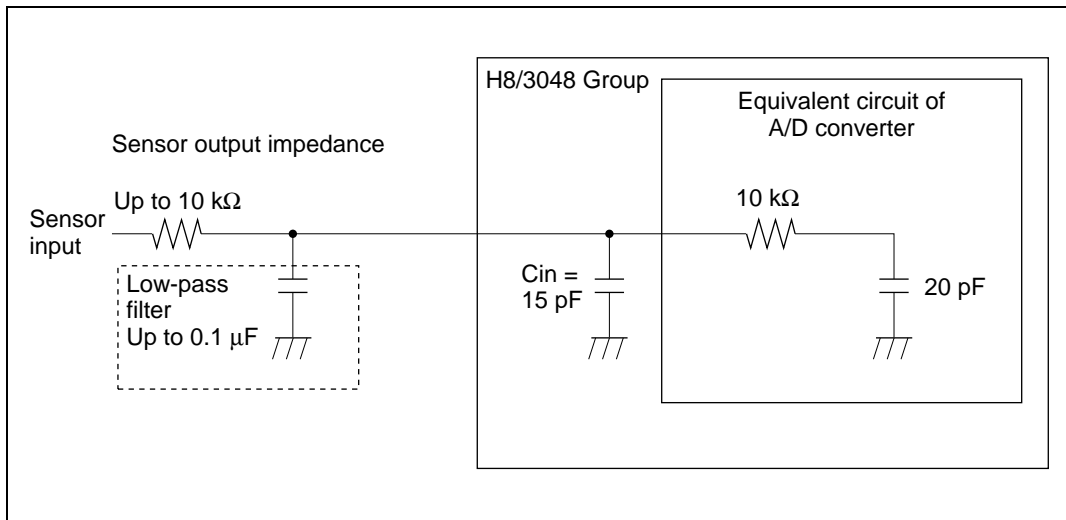 H8/3048 Group
Equivalent circuit of
A/D converter
Sensor output impedance
Up to 10 kΩ
10 kΩ
Sensor
input
Cin =
15 pF
20 pF
Low-pass
filter
Up to 0.1 μF